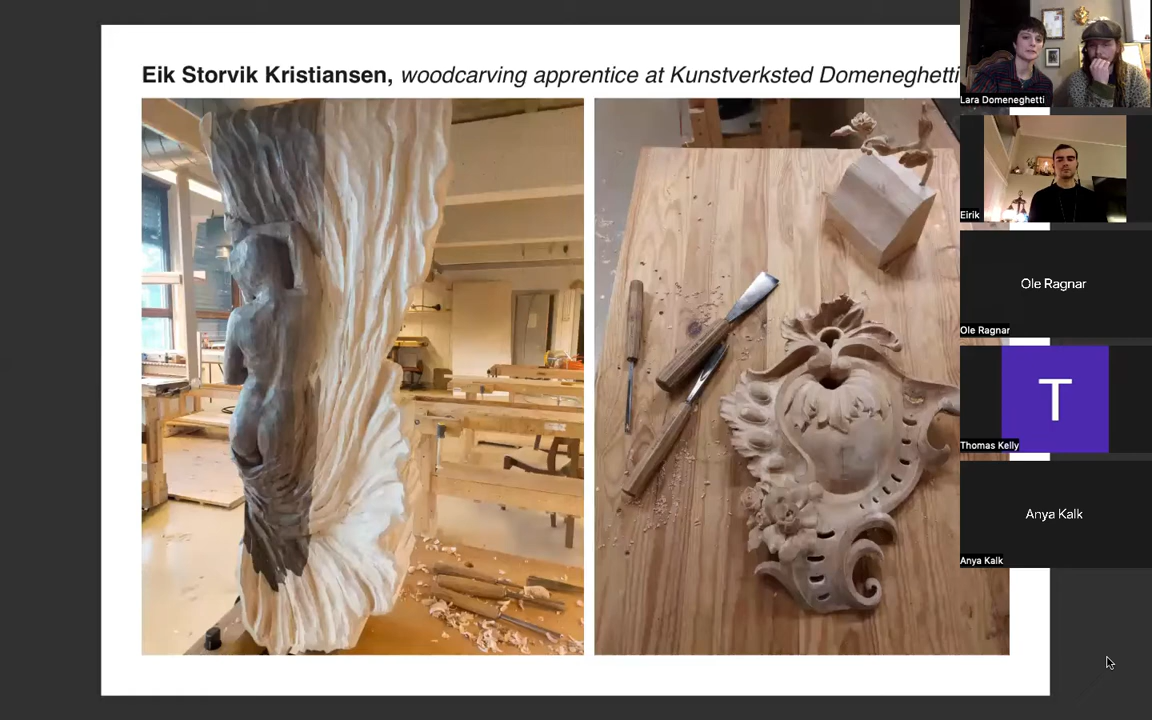 Eik Storvik Kristiansen, woodcarving apprentice at Kunstverksted Domeneghetti
Lara Domeneghetti
Eirik
Ole Ragnar
Ole Ragnar
T
Thomas Kelly
Anya Kalk
Anya Kalk